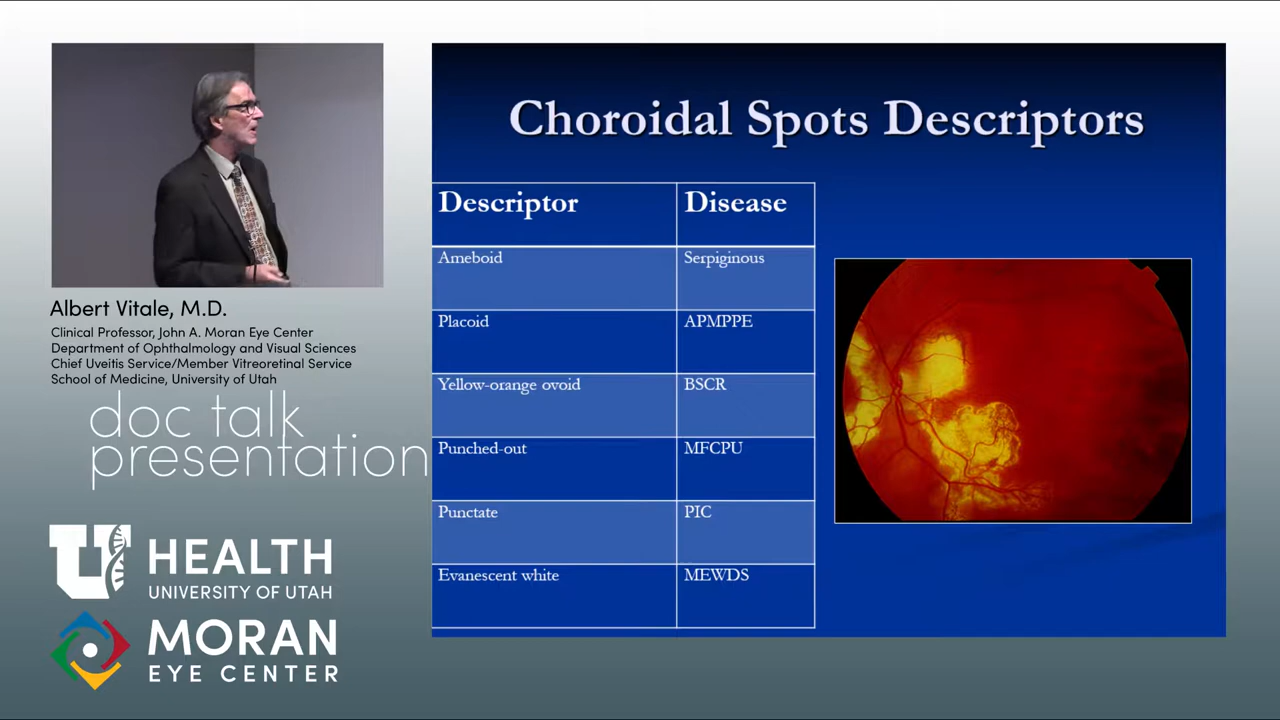 Choroidal Spots Descriptors
Descriptor Disease
Ameboid Serpiginous
Placoid APMPPE
Yellow-orange ovoid BSCR
Punched-out MFCPU
Punctate PIC
Evanescent white MEWDS
Albert Vitale, M.D.
Clinical Professor, John A. Moran Eye Center
Department of Ophthalmology and Visual Sciences
Chief Uveitis Service/Member Vitreoretinal Service
School of Medicine, University of Utah
doc talk
presentation
U HEALTH
UNIVERSITY OF UTAH
MORAN
EYE CENTER